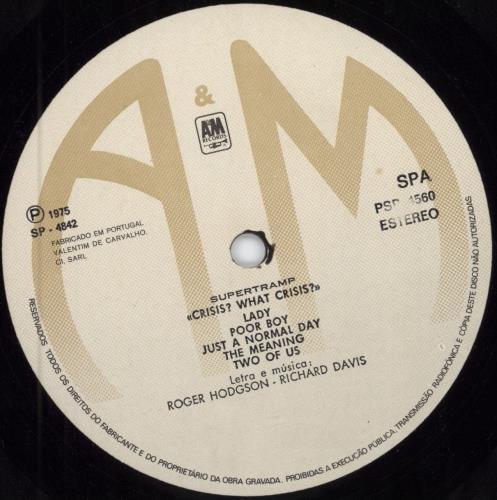 A & M
AM
RECORDS
Ⓟ 1975
SP - 4842
FABRICADO EM PORTUGAL
VALENTIM DE CARVALHO,
CI, SARL
SPA
PSP 4560
ESTEREO
SUPERTRAMP
«CRISIS? WHAT CRISIS?»
LADY
POOR BOY
JUST A NORMAL DAY
THE MEANING
TWO OF US
Letra e música:
ROGER HODGSON - RICHARD DAVIS
RESERVADOS TODOS OS DIREITOS DO FABRICANTE E DO PROPRIETÁRIO DA OBRA GRAVADA. PROIBIDAS A EXECUÇÃO PÚBLICA, TRANSMISSÃO RADIOFÓNICA E CÓPIA DESTE DISCO NÃO AUTORIZADAS